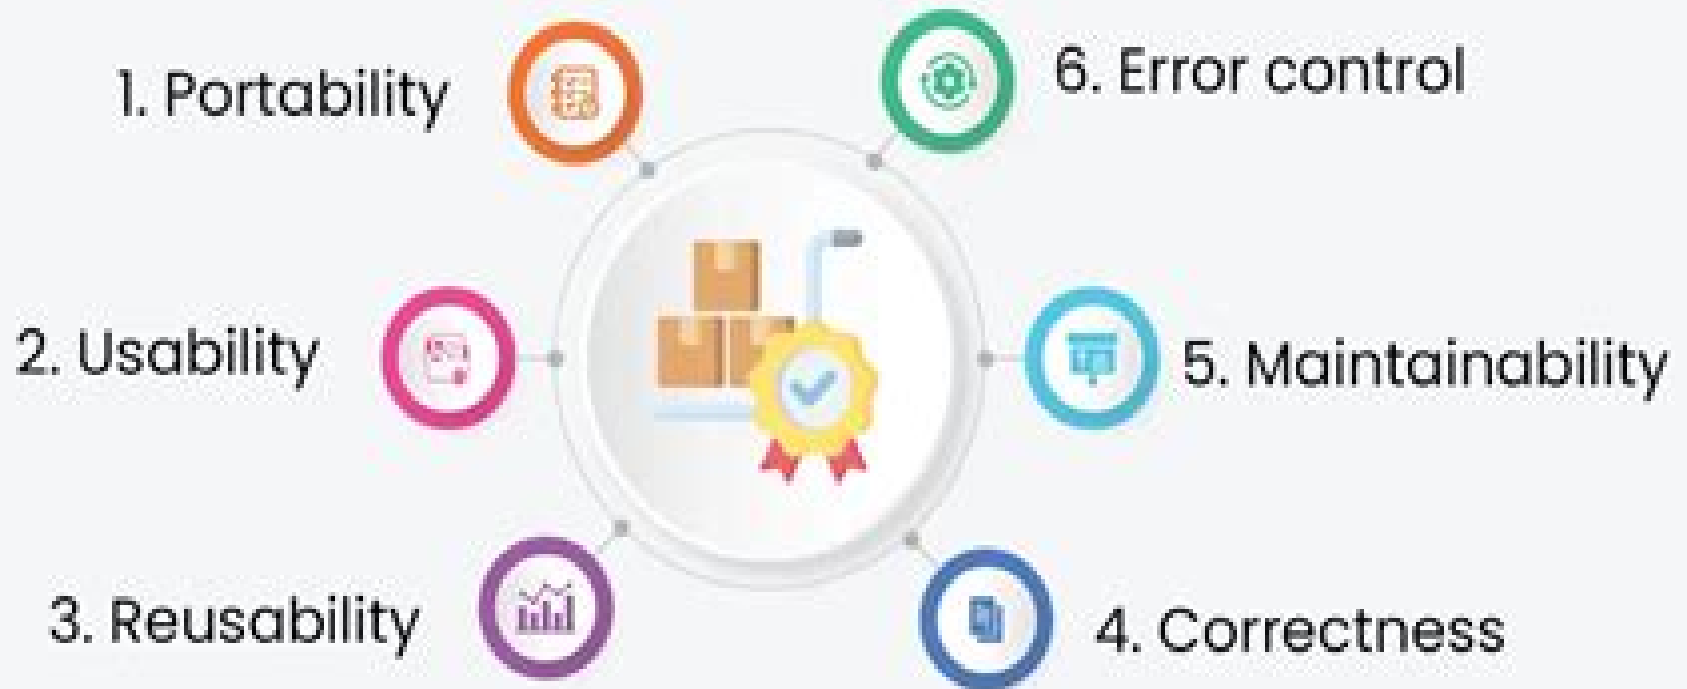 1. Portability
2. Usability
3. Reusability
4. Correctness
5. Maintainability
6. Error control